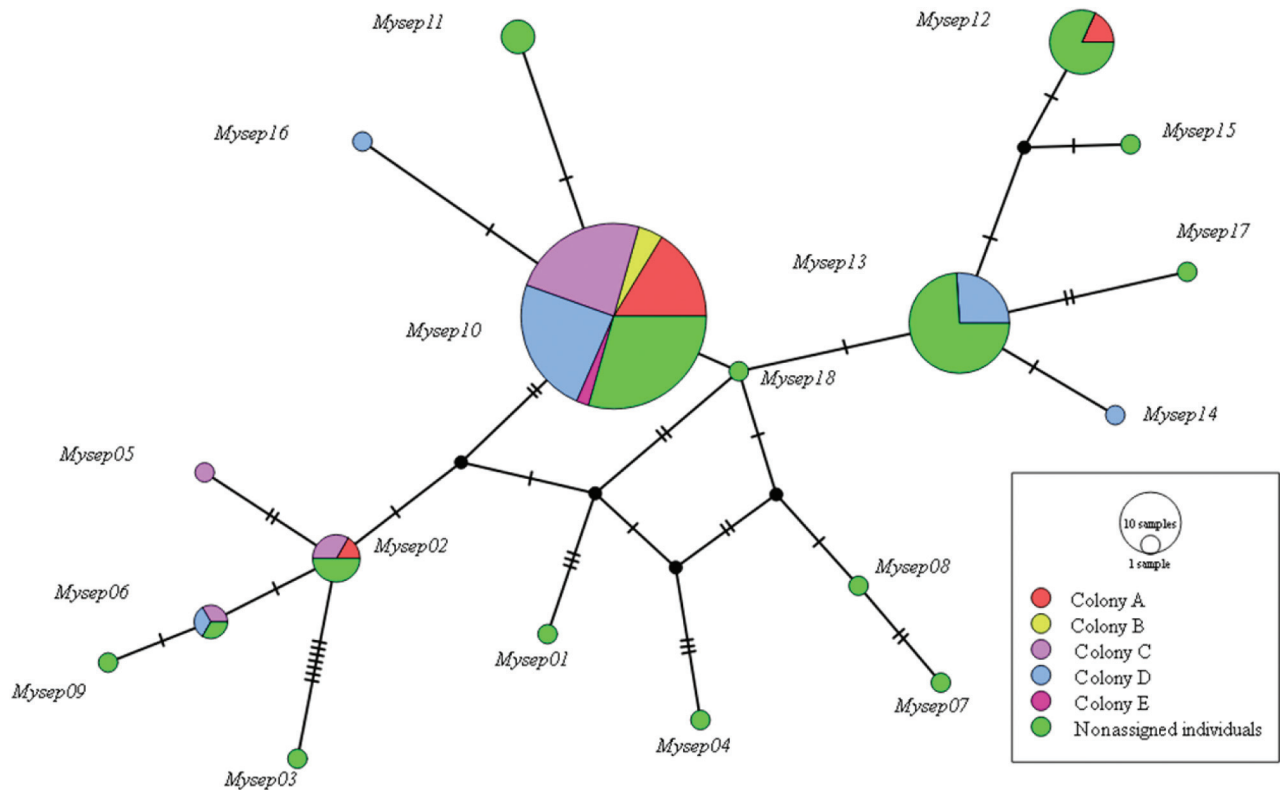 Mysep11
Mysep12
Mysep16
Mysep15
Mysep17
Mysep13
Mysep10
Mysep18
Mysep14
Mysep05
Mysep02
Mysep08
Mysep06
Mysep01
Mysep09
Mysep07
Mysep04
Mysep03
10 samples
1 sample
Colony A
Colony B
Colony C
Colony D
Colony E
Nonassigned individuals